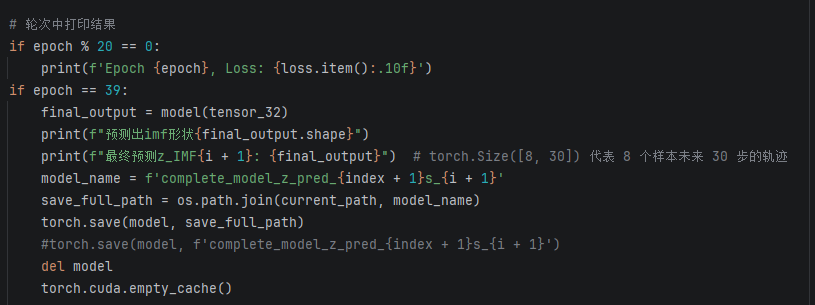 # 轮次中打印结果
if epoch % 20 == 0:
    print(f'Epoch {epoch}, Loss: {loss.item():.10f}')
if epoch == 39:
    final_output = model(tensor_32)
    print(f"预测出imf形状{final_output.shape}")
    print(f"最终预测z_IMF{i + 1}: {final_output}")  # torch.Size([8, 30]) 代表 8 个样本未来 30 步的轨迹
    model_name = f'complete_model_z_pred_{index + 1}s_{i + 1}'
    save_full_path = os.path.join(current_path, model_name)
    torch.save(model, save_full_path)
    #torch.save(model, f'complete_model_z_pred_{index + 1}s_{i + 1}')
    del model
    torch.cuda.empty_cache()